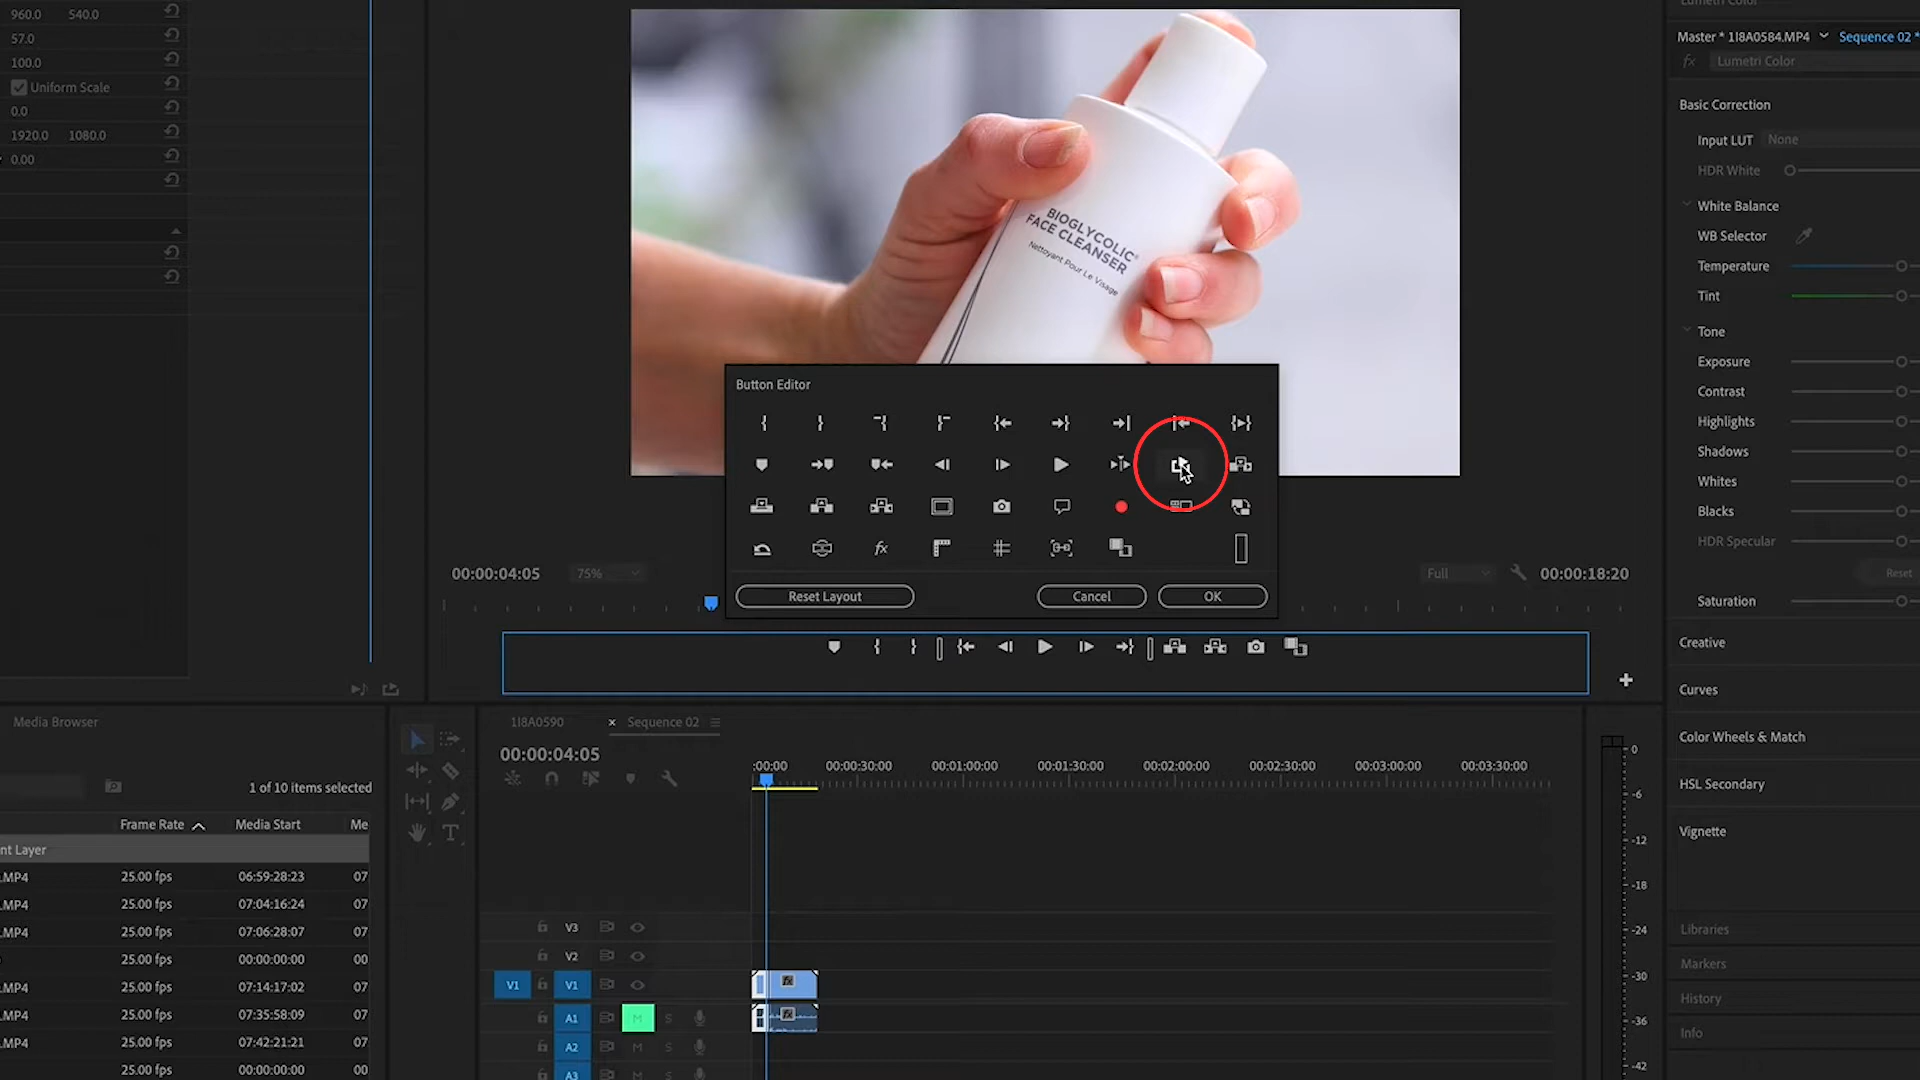 960.0 540.0
57.0
100.0
Uniform Scale
0.0
1920.0 1080.0
0.00
BIOGLYCOLIC®
FACE CLEANSER
Nettoyant Pour Le Visage
Button Editor
fx
Reset Layout
Cancel
OK
00:00:04:05
75%
Full
00:00:18:20
Lumetri Color
Master * 1I8A0584.MP4
Sequence 02 *
fx Lumetri Color
Basic Correction
Input LUT None
HDR White
White Balance
WB Selector
Temperature
Tint
Tone
Exposure
Contrast
Highlights
Shadows
Whites
Blacks
HDR Specular
Reset
Saturation
Creative
Curves
Color Wheels & Match
HSL Secondary
Vignette
Libraries
Markers
History
Info
Media Browser
1 of 10 items selected
Frame Rate Media Start Me
nt Layer
.MP4 25.00 fps 06:59:28:23 07
.MP4 25.00 fps 07:04:16:24 07
.MP4 25.00 fps 07:06:28:07 07
25.00 fps 00:00:00:00 00
.MP4 25.00 fps 07:14:17:02 07
.MP4 25.00 fps 07:35:58:09 07
.MP4 25.00 fps 07:42:21:21 07
25.00 fps 00:00:00:00 00
1I8A0590
× Sequence 02
00:00:04:05
:00:00 00:00:30:00 00:01:00:00 00:01:30:00 00:02:00:00 00:02:30:00 00:03:00:00 00:03:30:00
V3
V2
V1 V1
fx
A1 M S
fx
A2 M S
A3 M S
0
-6
-12
-18
-24
-30
-36
-42